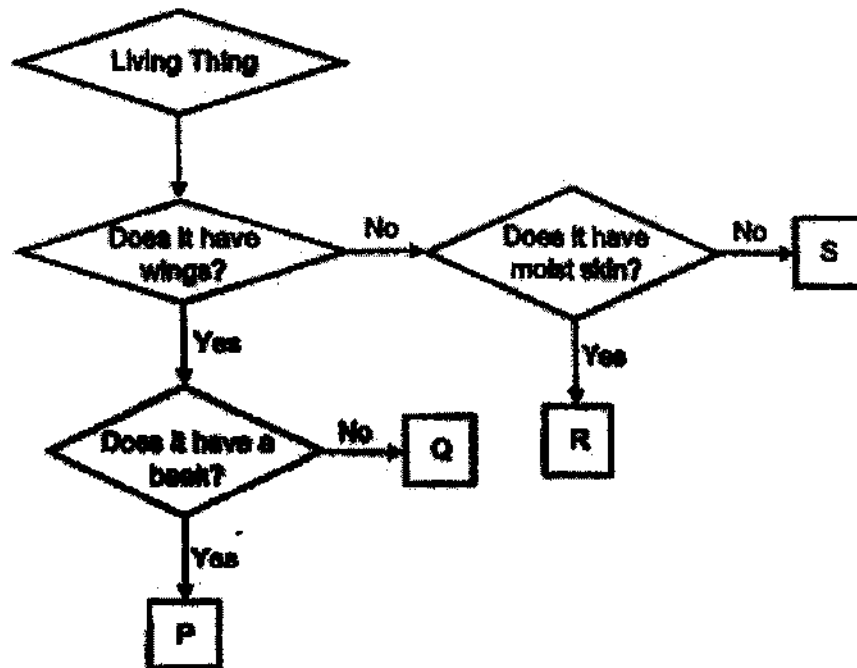 Living Thing
Does it have
wings?
No
Does it have
moist skin?
No
S
Yes
Yes
R
Does it have a
beak?
No
Q
Yes
P